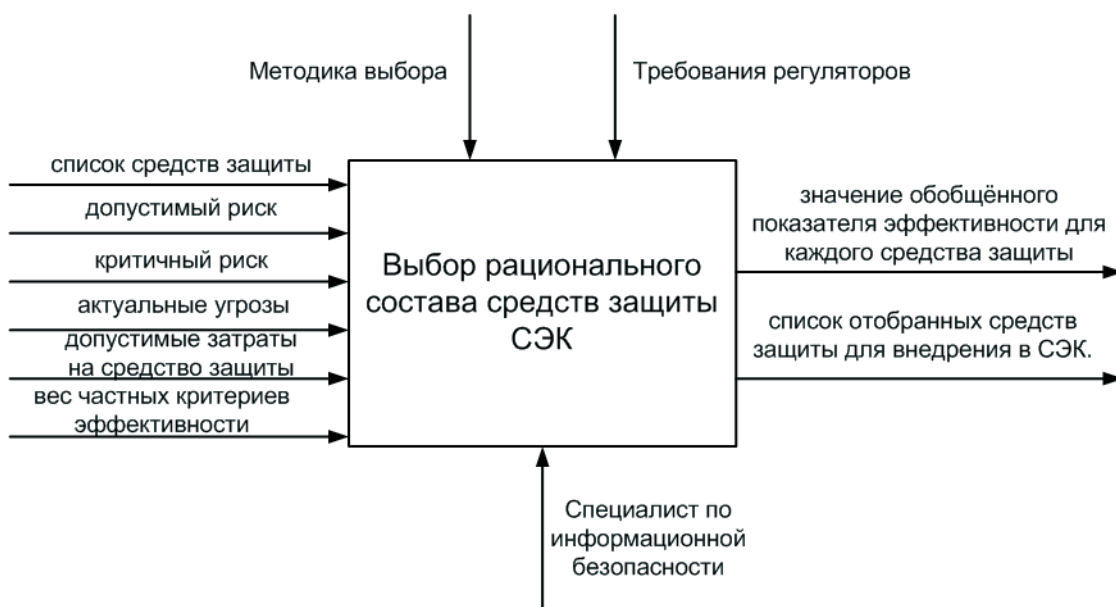 Методика выбора
Требования регуляторов
список средств защиты
допустимый риск
критичный риск
актуальные угрозы
допустимые затраты
на средство защиты
вес частных критериев
эффективности
Выбор рационального
состава средств защиты
СЭК
значение обобщённого
показателя эффективности для
каждого средства защиты
список отобранных средств
защиты для внедрения в СЭК.
Специалист по
информационной
безопасности